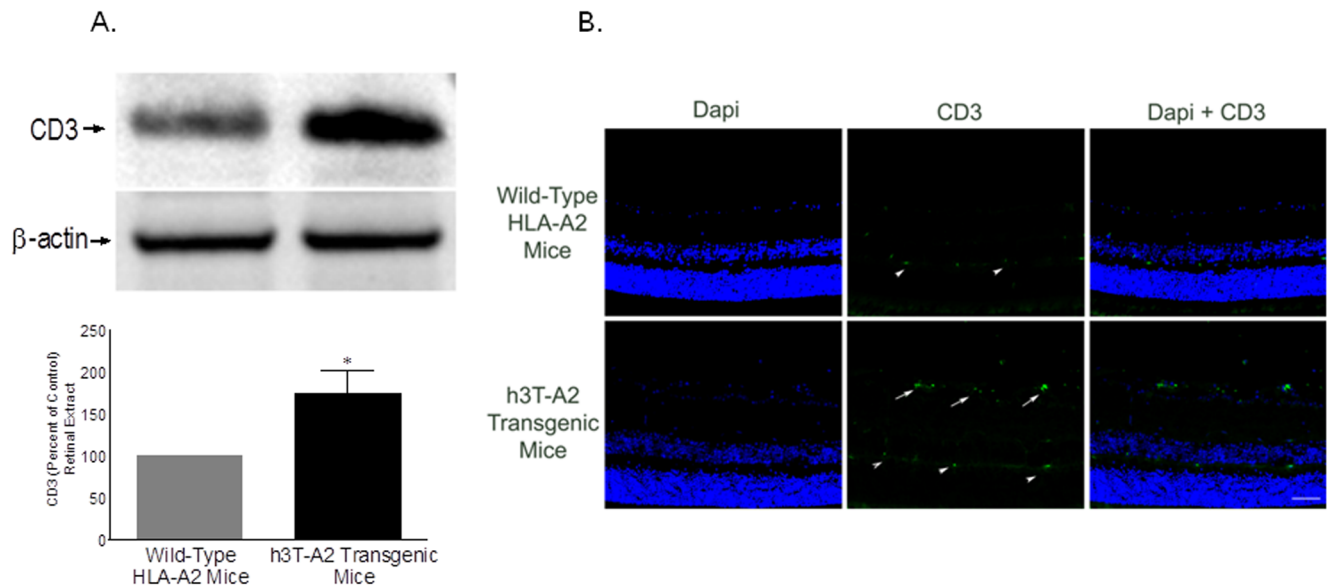 A.
CD3
β-actin
CD3 (Percent of Control)
Retinal Extract
250
200
150
100
50
0
*
Wild-Type
HLA-A2 Mice
h3T-A2 Transgenic
Mice
B.
Dapi
CD3
Dapi + CD3
Wild-Type
HLA-A2
Mice
h3T-A2
Transgenic
Mice